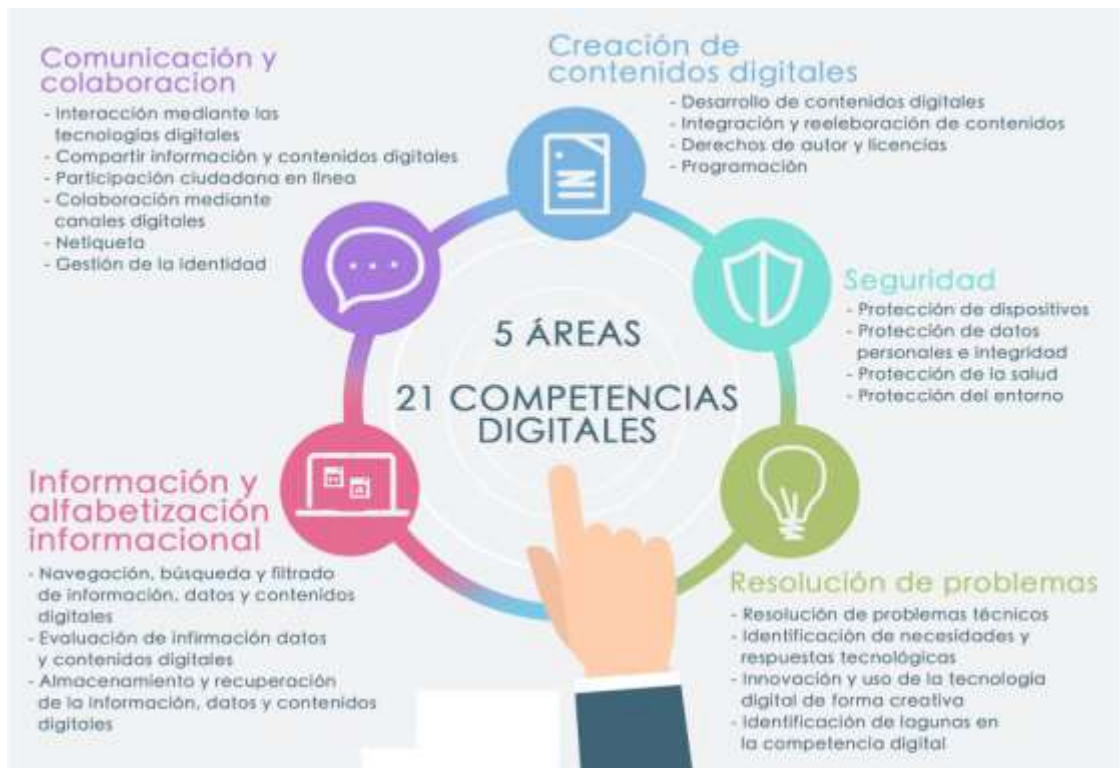 Comunicación y
colaboracion
- Interacción mediante las
tecnologías digitales
- Compartir información y contenidos digitales
- Participación ciudadana en línea
- Colaboración mediante
canales digitales
- Netiqueta
- Gestión de la identidad
Creación de
contenidos digitales
- Desarrollo de contenidos digitales
- Integración y reeleboración de contenidos
- Derechos de autor y licencias
- Programación
Seguridad
- Protección de dispositivos
- Protección de datos
personales e integridad
- Protección de la salud
- Protección del entorno
5 ÁREAS
21 COMPETENCIAS
DIGITALES
Información y
alfabetización
informacional
- Navegación, búsqueda y filtrado
de información, datos y contenidos
digitales
- Evaluación de infirmación datos
y contenidos digitales
- Almacenamiento y recuperación
de la información, datos y contenidos
digitales
Resolución de problemas
- Resolución de problemas técnicos
- Identificación de necesidades y
respuestas tecnológicas
- Innovación y uso de la tecnología
digital de forma creativa
- Identificación de lagunas en
la competencia digital